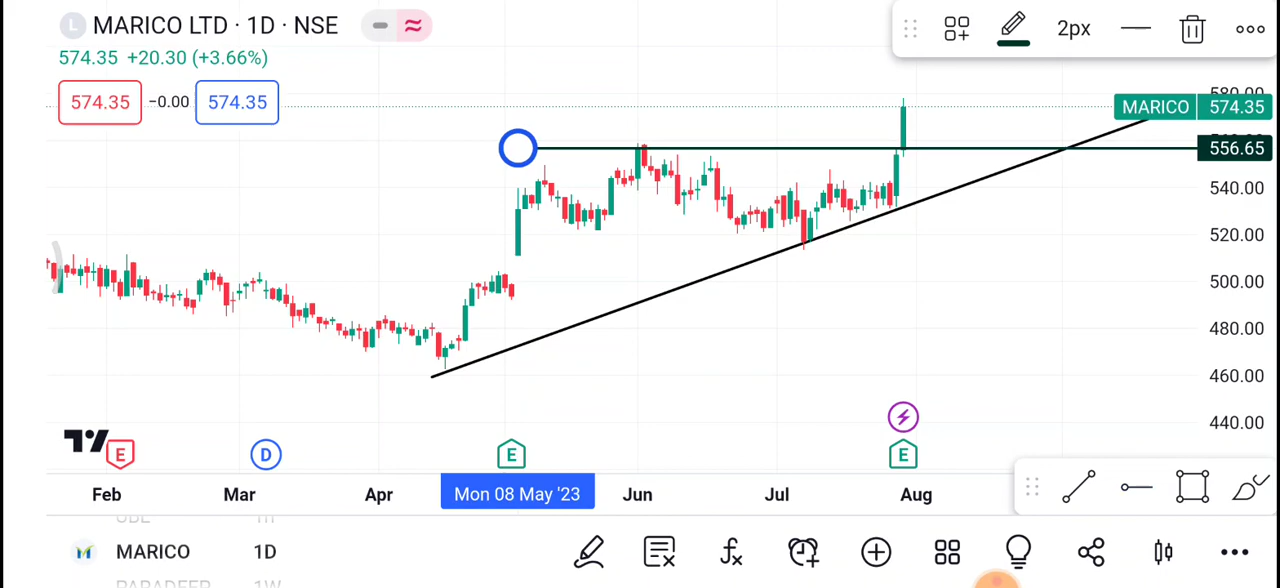 L MARICO LTD · 1D · NSE
2px
574.35 +20.30 (+3.66%)
574.35 −0.00 574.35
MARICO 574.35
556.65
540.00
520.00
500.00
480.00
460.00
440.00
E D E E
Feb Mar Apr Mon 08 May '23 Jun Jul Aug
MARICO 1D